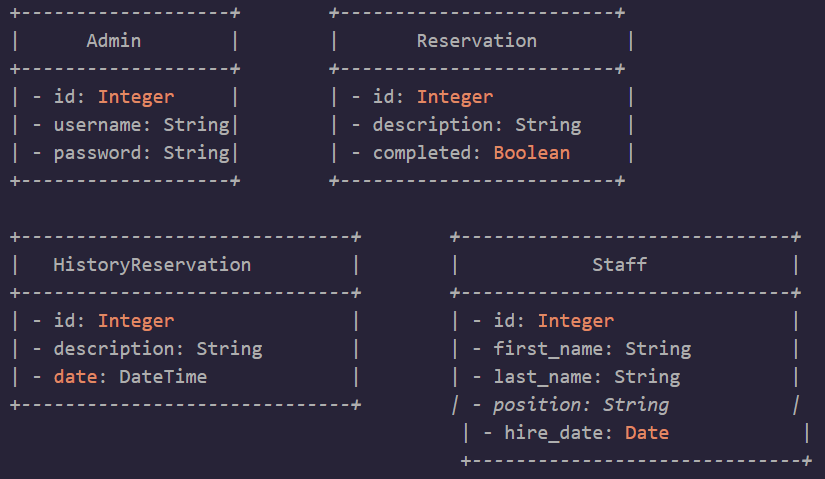 +-------------------+        +-------------------------+
|      Admin        |        |       Reservation        |
+-------------------+        +-------------------------+
| - id: Integer     |        | - id: Integer            |
| - username: String|        | - description: String    |
| - password: String|        | - completed: Boolean     |
+-------------------+        +-------------------------+
+------------------------------+        +------------------------------+
|   HistoryReservation         |        |            Staff             |
+------------------------------+        +------------------------------+
| - id: Integer                |        | - id: Integer                |
| - description: String        |        | - first_name: String         |
| - date: DateTime             |        | - last_name: String          |
+------------------------------+        | - position: String           |
| - hire_date: Date            |
+------------------------------+